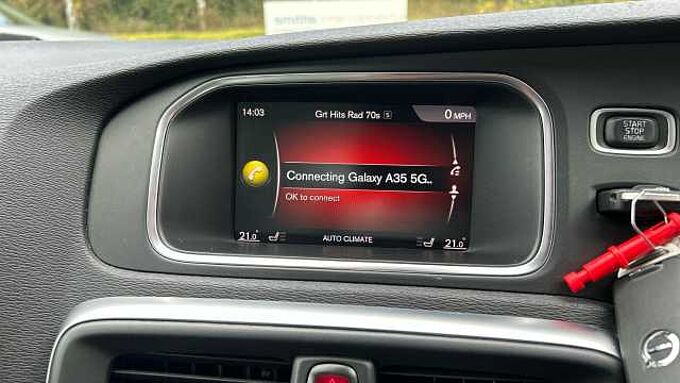 14:03 Grt Hits Rad 70s S 0 MPH
Connecting Galaxy A35 5G..
OK to connect
21.0° AUTO CLIMATE 21.0°
START
STOP
ENGINE